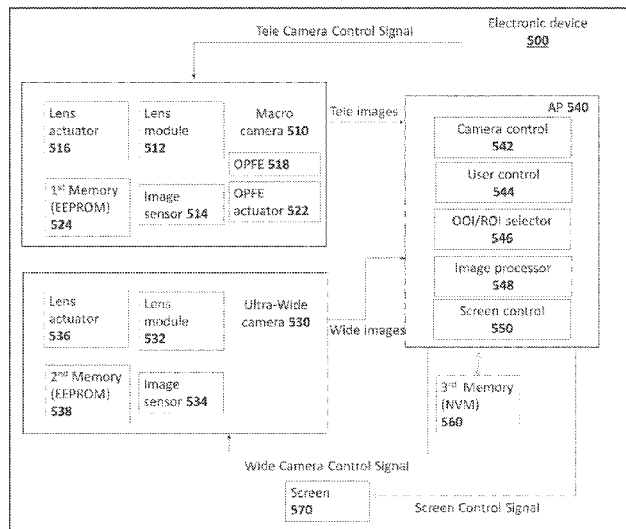 Tele Camera Control Signal
Electronic device
500
Lens
actuator
516
Lens
module
512
Macro
camera 510
OPFE 518
1st Memory
(EEPROM)
524
Image
sensor 514
OPFE
actuator
522
Tele images
AP 540
Camera control
542
User control
544
OOI/ROI selector
546
Image processor
548
Screen control
550
Lens
actuator
536
Lens
module
532
Ultra-Wide
camera 530
Wide images
2nd Memory
(EEPROM)
538
Image
sensor 534
3rd Memory
(NVM)
560
Wide Camera Control Signal
Screen
570
Screen Control Signal